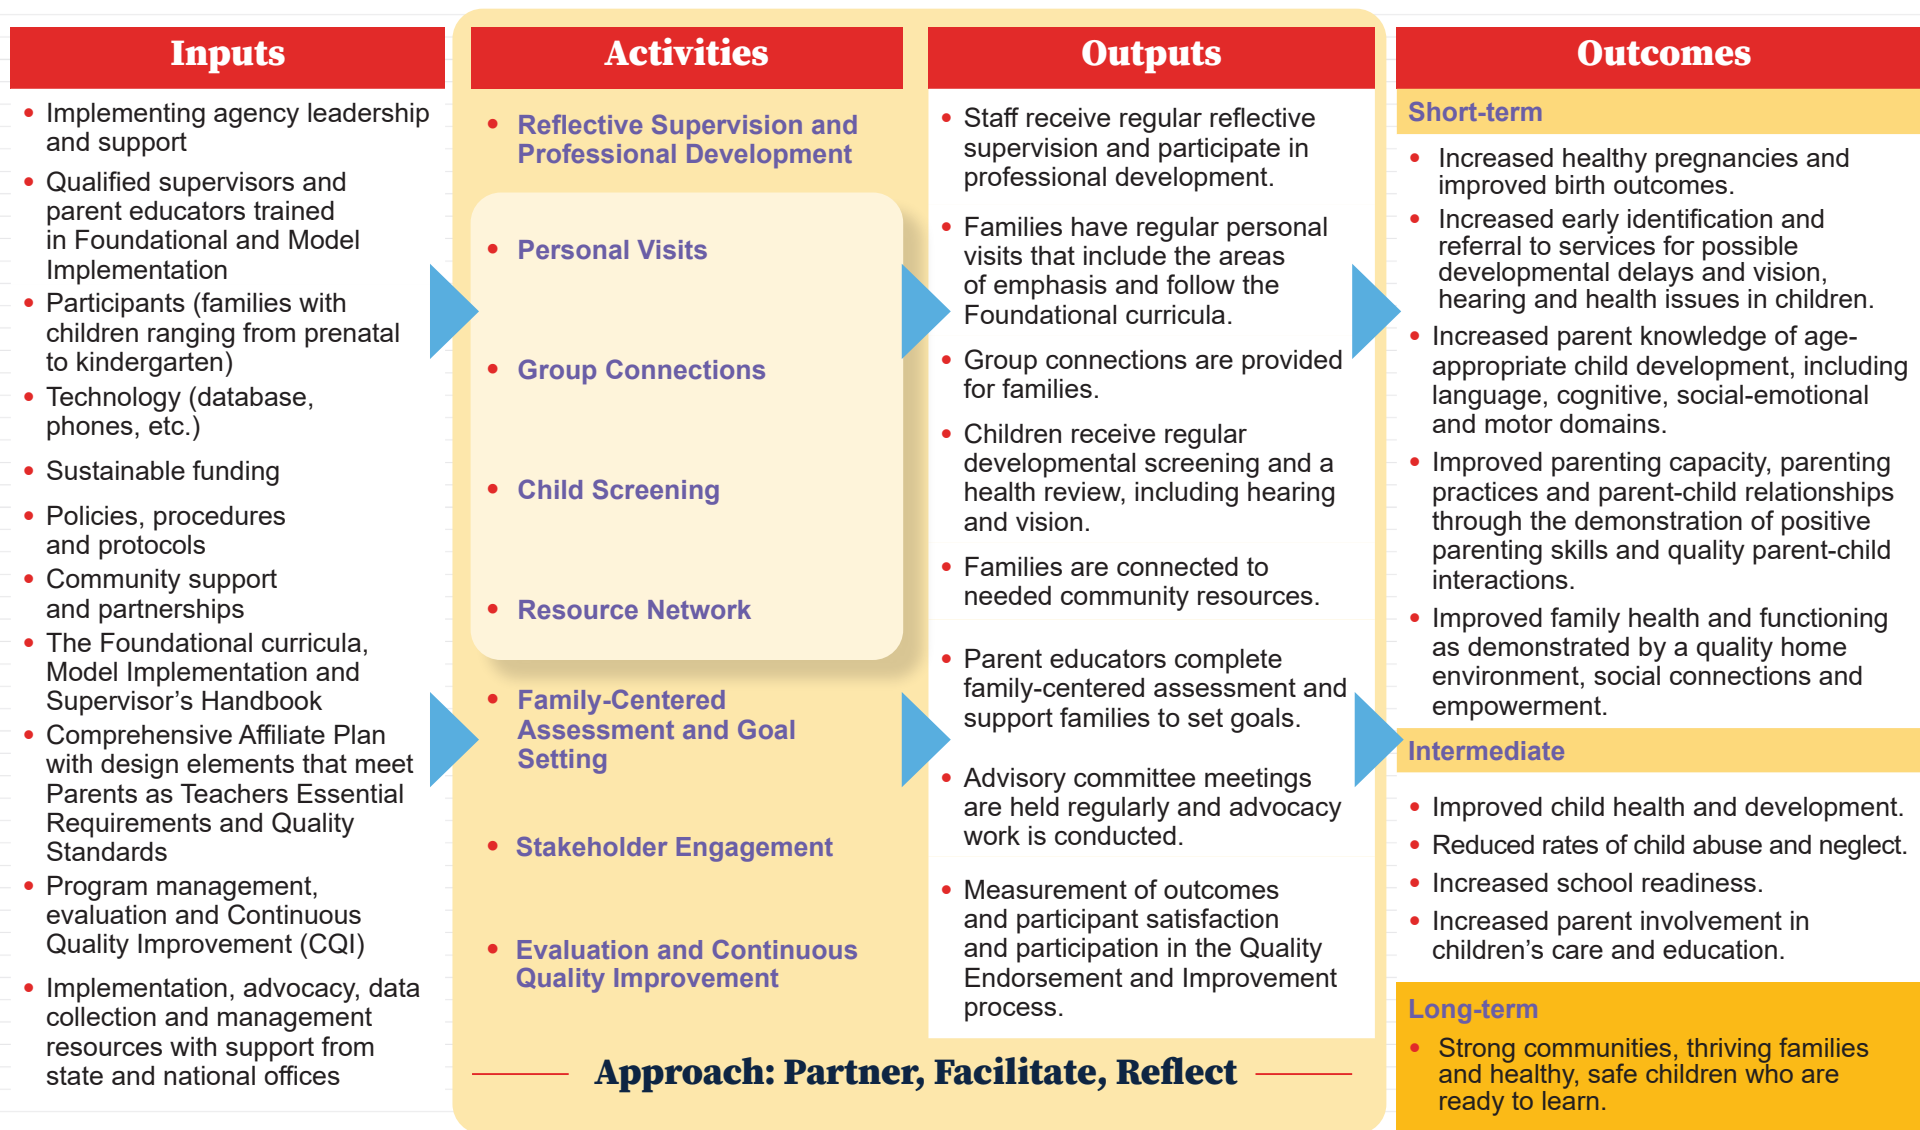 Inputs
• Implementing agency leadership
and support
• Qualified supervisors and
parent educators trained
in Foundational and Model
Implementation
• Participants (families with
children ranging from prenatal
to kindergarten)
• Technology (database,
phones, etc.)
• Sustainable funding
• Policies, procedures
and protocols
• Community support
and partnerships
• The Foundational curricula,
Model Implementation and
Supervisor’s Handbook
• Comprehensive Affiliate Plan
with design elements that meet
Parents as Teachers Essential
Requirements and Quality
Standards
• Program management,
evaluation and Continuous
Quality Improvement (CQI)
• Implementation, advocacy, data
collection and management
resources with support from
state and national offices
Activities
• Reflective Supervision and
Professional Development
• Personal Visits
• Group Connections
• Child Screening
• Resource Network
• Family-Centered
Assessment and Goal
Setting
• Stakeholder Engagement
• Evaluation and Continuous
Quality Improvement
Outputs
• Staff receive regular reflective
supervision and participate in
professional development.
• Families have regular personal
visits that include the areas
of emphasis and follow the
Foundational curricula.
• Group connections are provided
for families.
• Children receive regular
developmental screening and a
health review, including hearing
and vision.
• Families are connected to
needed community resources.
• Parent educators complete
family-centered assessment and
support families to set goals.
• Advisory committee meetings
are held regularly and advocacy
work is conducted.
• Measurement of outcomes
and participant satisfaction
and participation in the Quality
Endorsement and Improvement
process.
Approach: Partner, Facilitate, Reflect
Outcomes
Short-term
• Increased healthy pregnancies and
improved birth outcomes.
• Increased early identification and
referral to services for possible
developmental delays and vision,
hearing and health issues in children.
• Increased parent knowledge of age-
appropriate child development, including
language, cognitive, social-emotional
and motor domains.
• Improved parenting capacity, parenting
practices and parent-child relationships
through the demonstration of positive
parenting skills and quality parent-child
interactions.
• Improved family health and functioning
as demonstrated by a quality home
environment, social connections and
empowerment.
Intermediate
• Improved child health and development.
• Reduced rates of child abuse and neglect.
• Increased school readiness.
• Increased parent involvement in
children’s care and education.
Long-term
• Strong communities, thriving families
and healthy, safe children who are
ready to learn.